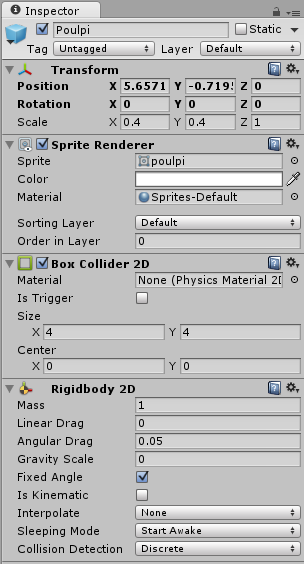 Inspector
Poulpi Static
Tag Untagged Layer Default
Transform
Position X 5.6571 Y -0.719 Z 0
Rotation X 0 Y 0 Z 0
Scale X 0.4 Y 0.4 Z 1
Sprite Renderer
Sprite poulpi
Color
Material Sprites-Default
Sorting Layer Default
Order in Layer 0
Box Collider 2D
Material None (Physics Material 2D
Is Trigger
Size
X 4 Y 4
Center
X 0 Y 0
Rigidbody 2D
Mass 1
Linear Drag 0
Angular Drag 0.05
Gravity Scale 0
Fixed Angle
Is Kinematic
Interpolate None
Sleeping Mode Start Awake
Collision Detection Discrete